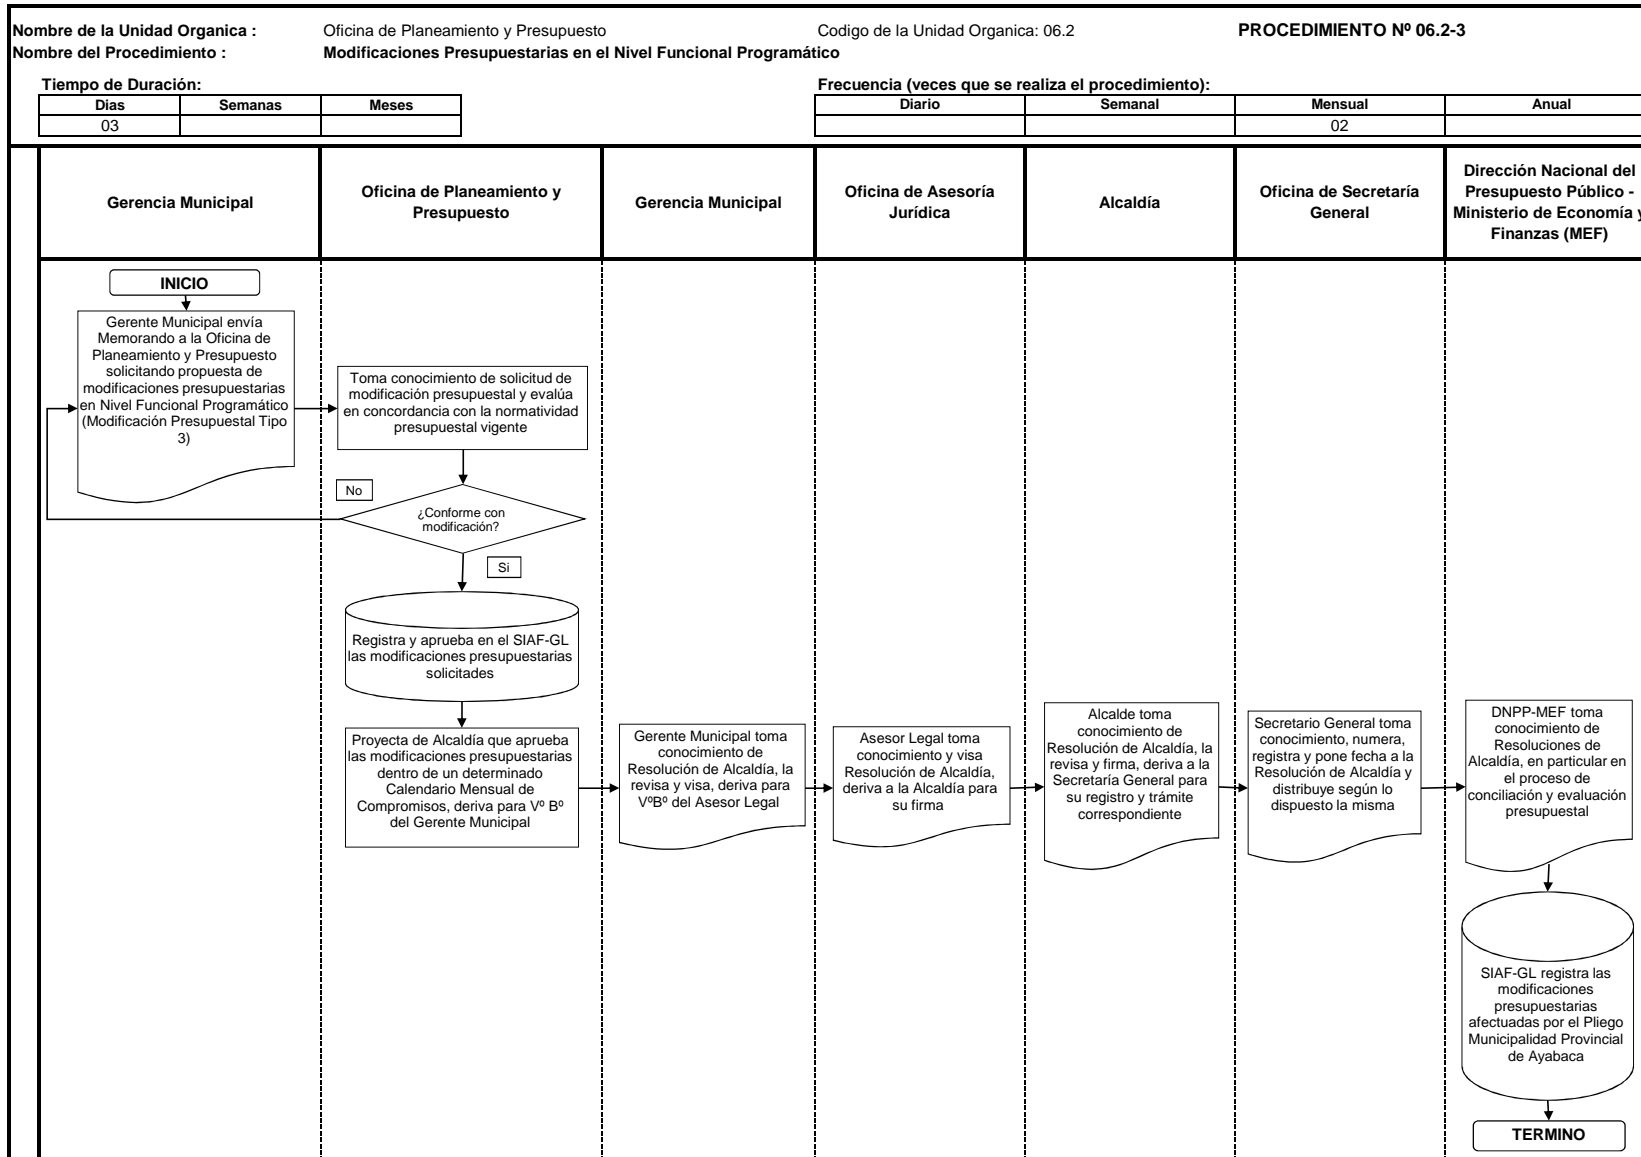 Nombre de la Unidad Organica : Oficina de Planeamiento y Presupuesto Codigo de la Unidad Organica: 06.2 PROCEDIMIENTO Nº 06.2-3
Nombre del Procedimiento : Modificaciones Presupuestarias en el Nivel Funcional Programático
Tiempo de Duración: Frecuencia (veces que se realiza el procedimiento):
Dias Semanas Meses Diario Semanal Mensual Anual
03 02
Gerencia Municipal
Oficina de Planeamiento y
Presupuesto
Gerencia Municipal
Oficina de Asesoría
Jurídica
Alcaldía
Oficina de Secretaría
General
Dirección Nacional del
Presupuesto Público -
Ministerio de Economía y
Finanzas (MEF)
INICIO
Gerente Municipal envía
Memorando a la Oficina de
Planeamiento y Presupuesto
solicitando propuesta de
modificaciones presupuestarias
en Nivel Funcional Programático
(Modificación Presupuestal Tipo
3)
Toma conocimiento de solicitud de
modificación presupuestal y evalúa
en concordancia con la normatividad
presupuestal vigente
No
¿Conforme con
modificación?
Si
Registra y aprueba en el SIAF-GL
las modificaciones presupuestarias
solicitades
Proyecta de Alcaldía que aprueba
las modificaciones presupuestarias
dentro de un determinado
Calendario Mensual de
Compromisos, deriva para Vº Bº
del Gerente Municipal
Gerente Municipal toma
conocimiento de
Resolución de Alcaldía, la
revisa y visa, deriva para
VºBº del Asesor Legal
Asesor Legal toma
conocimiento y visa
Resolución de Alcaldía,
deriva a la Alcaldía para
su firma
Alcalde toma
conocimiento de
Resolución de Alcaldía, la
revisa y firma, deriva a la
Secretaría General para
su registro y trámite
correspondiente
Secretario General toma
conocimiento, numera,
registra y pone fecha a la
Resolución de Alcaldía y
distribuye según lo
dispuesto la misma
DNPP-MEF toma
conocimiento de
Resoluciones de
Alcaldía, en particular en
el proceso de
conciliación y evaluación
presupuestal
SIAF-GL registra las
modificaciones
presupuestarias
afectuadas por el Pliego
Municipalidad Provincial
de Ayabaca
TERMINO